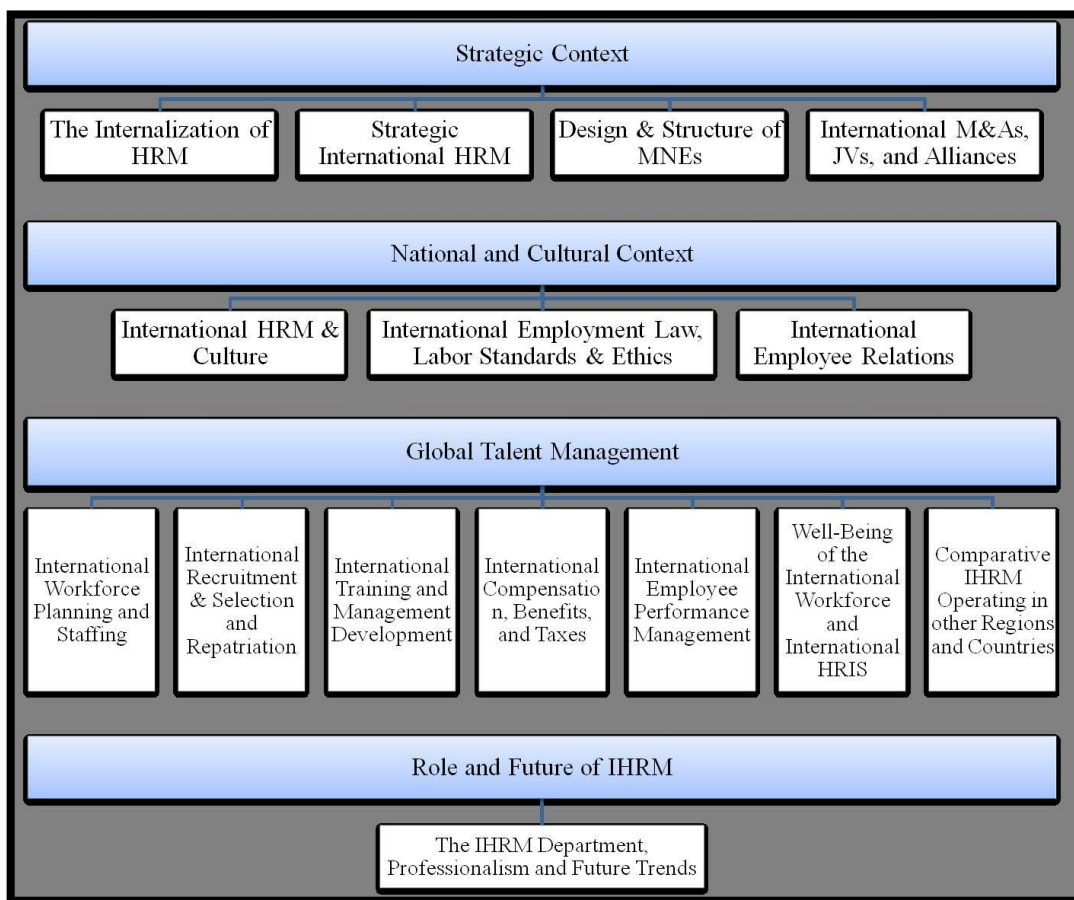 Strategic Context
The Internalization of
HRM
Strategic
International HRM
Design & Structure of
MNEs
International M&As,
JVs, and Alliances
National and Cultural Context
International HRM &
Culture
International Employment Law,
Labor Standards & Ethics
International
Employee Relations
Global Talent Management
International
Workforce
Planning and
Staffing
International
Recruitment
& Selection
and
Repatriation
International
Training and
Management
Development
International
Compensatio
n, Benefits,
and Taxes
International
Employee
Performance
Management
Well-Being
of the
International
Workforce
and
International
HRIS
Comparative
IHRM
Operating in
other Regions
and Countries
Role and Future of IHRM
The IHRM Department,
Professionalism and Future Trends